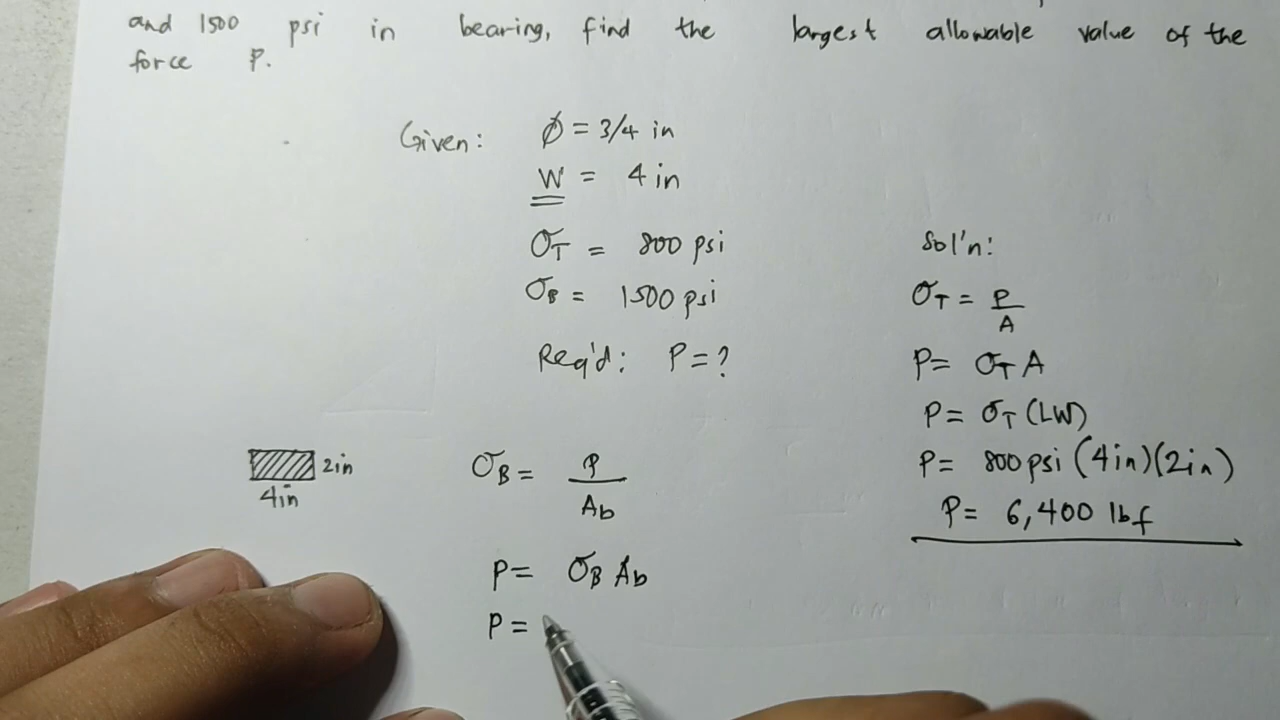 and 1500 psi in bearing, find the largest allowable value of the
force P.
Given: Ø = 3/4 in
W = 4 in
σT = 800 psi
σB = 1500 psi
Req'd: P = ?
2in
4in
σB = P/Ab
P = σB Ab
P =
Sol'n:
σT = P/A
P = σT A
P = σT (LW)
P = 800 psi (4in)(2in)
P = 6,400 lbf